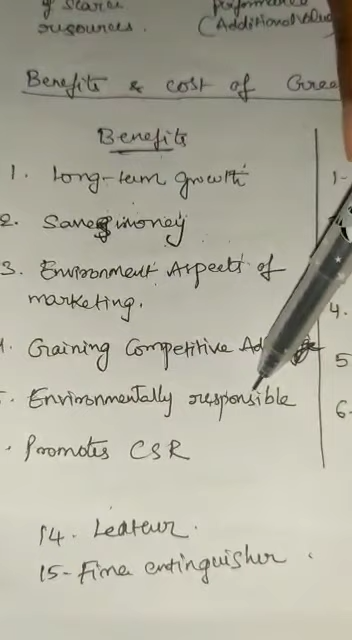 of scarce
resources.
(Additional value
Benefits & cost of Gree
Benefits
1. Long-term growth
2. Saves money
3. Environment Aspects of
marketing.
4. Gaining Competitive Ad
Environmentally responsible
Promotes CSR
1-
4.
5
6-
14. Leateur.
15- Fire extinguisher.